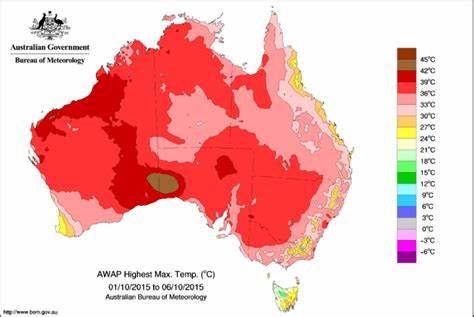 Australian Government
Bureau of Meteorology
45°C
42°C
39°C
36°C
33°C
30°C
27°C
24°C
21°C
18°C
15°C
12°C
9°C
6°C
3°C
0°C
-3°C
-6°C
AWAP Highest Max. Temp. (°C)
01/10/2015 to 06/10/2015
Australian Bureau of Meteorology
http://www.bom.gov.au